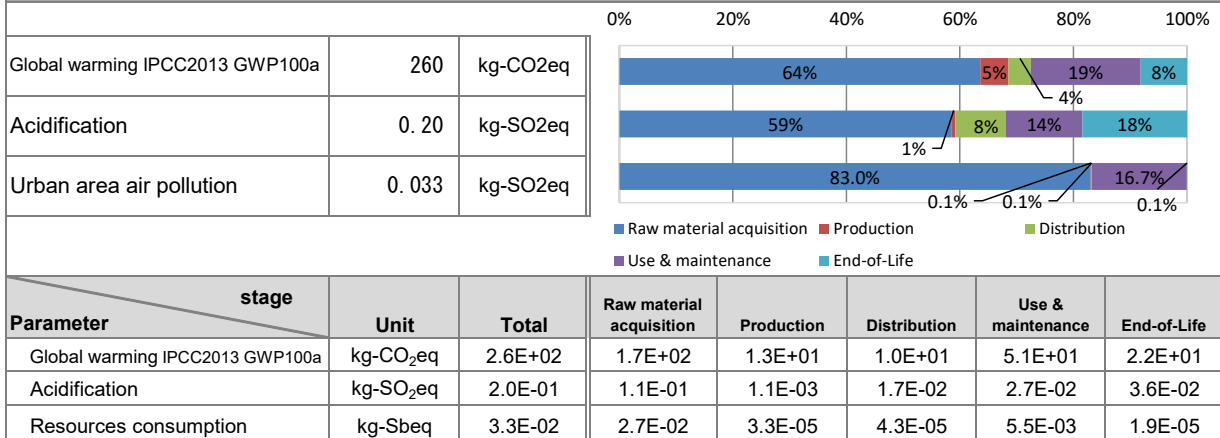 0% 20% 40% 60% 80% 100%
Global warming IPCC2013 GWP100a 260 kg-CO2eq 64% 5% 19% 8%
4%
Acidification 0.20 kg-SO2eq 59% 8% 14% 18%
1%
Urban area air pollution 0.033 kg-SO2eq 83.0% 16.7%
0.1% 0.1% 0.1%
Raw material acquisition Production Distribution
Use & maintenance End-of-Life
stage
Parameter Unit Total Raw material acquisition Production Distribution Use & maintenance End-of-Life
Global warming IPCC2013 GWP100a kg-CO₂eq 2.6E+02 1.7E+02 1.3E+01 1.0E+01 5.1E+01 2.2E+01
Acidification kg-SO₂eq 2.0E-01 1.1E-01 1.1E-03 1.7E-02 2.7E-02 3.6E-02
Resources consumption kg-Sbeq 3.3E-02 2.7E-02 3.3E-05 4.3E-05 5.5E-03 1.9E-05